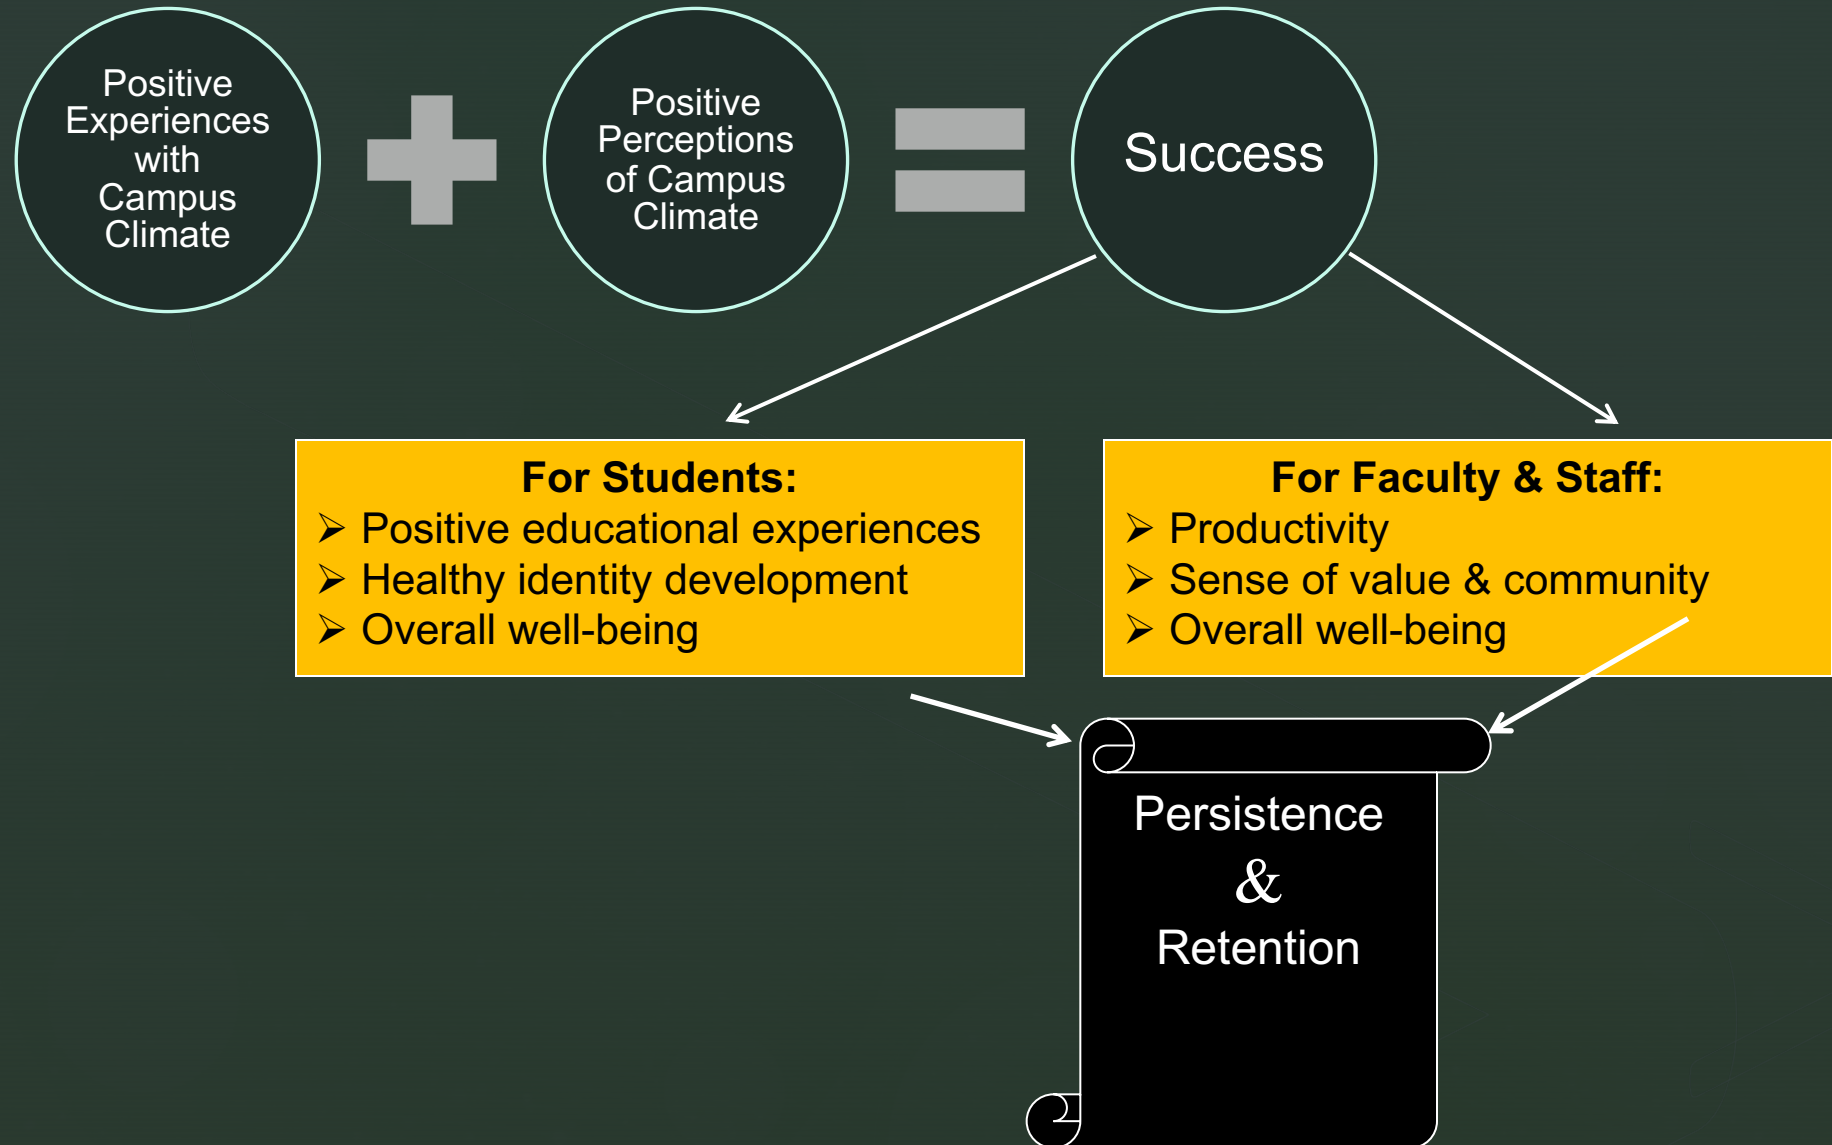 Positive
Experiences
with
Campus
Climate
Positive
Perceptions
of Campus
Climate
Success
For Students:
➢ Positive educational experiences
➢ Healthy identity development
➢ Overall well-being
For Faculty & Staff:
➢ Productivity
➢ Sense of value & community
➢ Overall well-being
Persistence
&
Retention